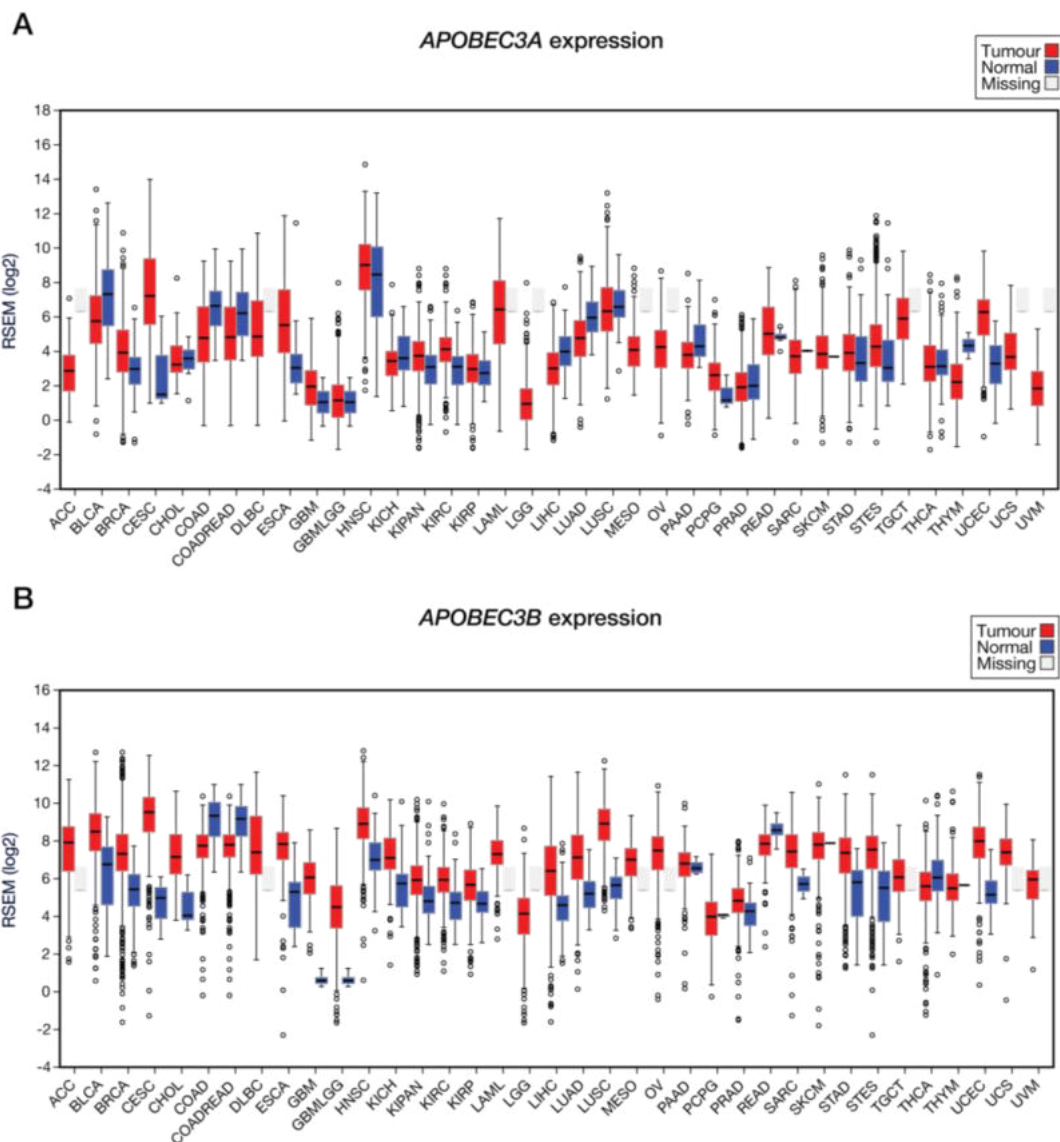 A
APOBEC3A expression
Tumour
Normal
Missing
RSEM (log2)
18
16
14
12
10
8
6
4
2
0
-2
-4
ACC BLCA BRCA CESC CHOL COAD COADREAD DLBC ESCA GBM GBMLGG HNSC KICH KIPAN KIRC KIRP LAML LGG LIHC LUAD LUSC MESO OV PAAD PCPG PRAD READ SARC SKCM STAD STES TGCT THCA THYM UCEC UCS UVM
B
APOBEC3B expression
Tumour
Normal
Missing
RSEM (log2)
16
14
12
10
8
6
4
2
0
-2
-4
ACC BLCA BRCA CESC CHOL COAD COADREAD DLBC ESCA GBM GBMLGG HNSC KICH KIPAN KIRC KIRP LAML LGG LIHC LUAD LUSC MESO OV PAAD PCPG PRAD READ SARC SKCM STAD STES TGCT THCA THYM UCEC UCS UVM